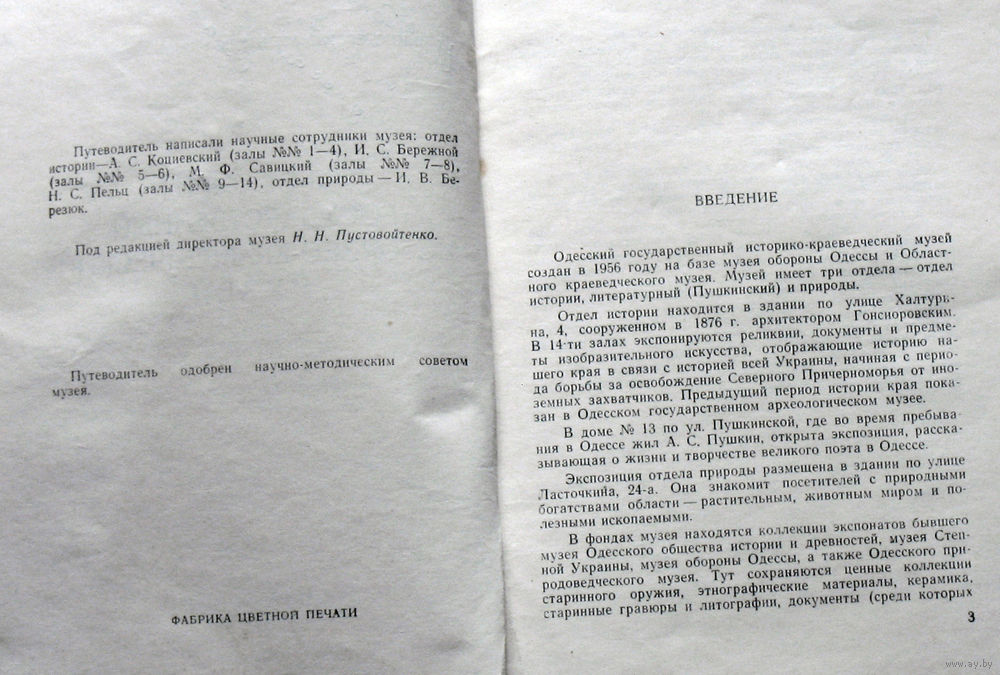 Путеводитель написали научные сотрудники музея: отдел
истории—А. С. Коциевский (залы №№ 1—4), И. С. Бережной
(залы №№ 5—6), М. Ф. Савицкий (залы №№ 7—8),
Н. С. Пельц (залы №№ 9—14), отдел природы — И. В. Бе-
резюк.
Под редакцией директора музея Н. Н. Пустовойтенко.
Путеводитель одобрен научно-методическим советом
музея.
ФАБРИКА ЦВЕТНОЙ ПЕЧАТИ
ВВЕДЕНИЕ
Одесский государственный историко-краеведческий музей
создан в 1956 году на базе музея обороны Одессы и Област-
ного краеведческого музея. Музей имеет три отдела — отдел
истории, литературный (Пушкинский) и природы.
Отдел истории находится в здании по улице Халтури-
на, 4, сооруженном в 1876 г. архитектором Гонсиоровским.
В 14-ти залах экспонируются реликвии, документы и предме-
ты изобразительного искусства, отображающие историю на-
шего края в связи с историей всей Украины, начиная с перио-
да борьбы за освобождение Северного Причерноморья от ино-
земных захватчиков. Предыдущий период истории края пока-
зан в Одесском государственном археологическом музее.
В доме № 13 по ул. Пушкинской, где во время пребыва-
ния в Одессе жил А. С. Пушкин, открыта экспозиция, расска-
зывающая о жизни и творчестве великого поэта в Одессе.
Экспозиция отдела природы размещена в здании по улице
Ласточкина, 24-а. Она знакомит посетителей с природными
богатствами области — растительным, животным миром и по-
лезными ископаемыми.
В фондах музея находятся коллекции экспонатов бывшего
музея Одесского общества истории и древностей, музея Степ-
ной Украины, музея обороны Одессы, а также Одесского при-
родоведческого музея. Тут сохраняются ценные коллекции
старинного оружия, этнографические материалы, керамика,
старинные гравюры и литографии, документы (среди которых
3
www.ay.by